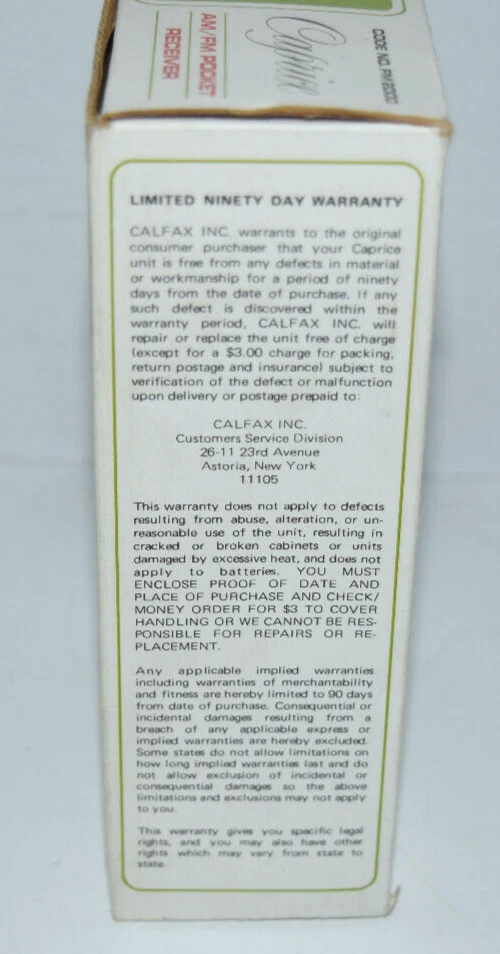 CODE NO. PM 2000
Caprice
AM/FM POCKET
RECEIVER
LIMITED NINETY DAY WARRANTY
CALFAX INC. warrants to the original
consumer purchaser that your Caprice
unit is free from any defects in material
or workmanship for a period of ninety
days from the date of purchase. If any
such defect is discovered within the
warranty period, CALFAX INC. will
repair or replace the unit free of charge
(except for a $3.00 charge for packing,
return postage and insurance) subject to
verification of the defect or malfunction
upon delivery or postage prepaid to:
CALFAX INC.
Customers Service Division
26-11 23rd Avenue
Astoria, New York
11105
This warranty does not apply to defects
resulting from abuse, alteration, or un-
reasonable use of the unit, resulting in
cracked or broken cabinets or units
damaged by excessive heat, and does not
apply to batteries. YOU MUST
ENCLOSE PROOF OF DATE AND
PLACE OF PURCHASE AND CHECK/
MONEY ORDER FOR $3 TO COVER
HANDLING OR WE CANNOT BE RES-
PONSIBLE FOR REPAIRS OR RE-
PLACEMENT.
Any applicable implied warranties
including warranties of merchantability
and fitness are hereby limited to 90 days
from date of purchase. Consequential or
incidental damages resulting from a
breach of any applicable express or
implied warranties are hereby excluded.
Some states do not allow limitations on
how long implied warranties last and do
not allow exclusion of incidental or
consequential damages so the above
limitations and exclusions may not apply
to you.
This warranty gives you specific legal
rights, and you may also have other
rights which may vary from state to
state.